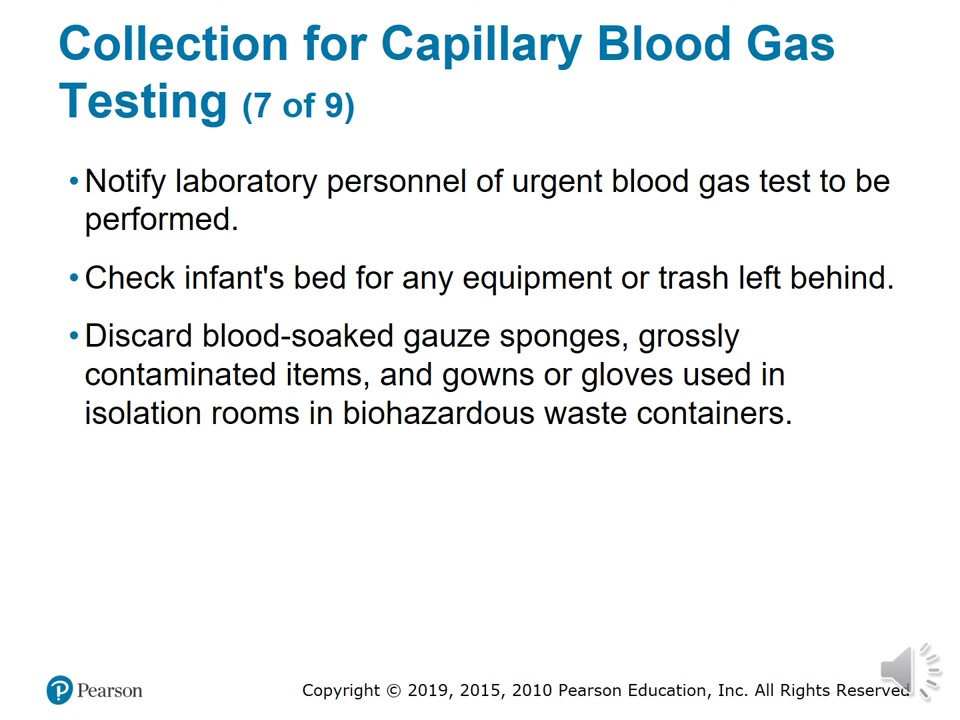 Collection for Capillary Blood Gas
Testing (7 of 9)
• Notify laboratory personnel of urgent blood gas test to be
performed.
• Check infant's bed for any equipment or trash left behind.
• Discard blood-soaked gauze sponges, grossly
contaminated items, and gowns or gloves used in
isolation rooms in biohazardous waste containers.
Pearson
Copyright © 2019, 2015, 2010 Pearson Education, Inc. All Rights Reserved